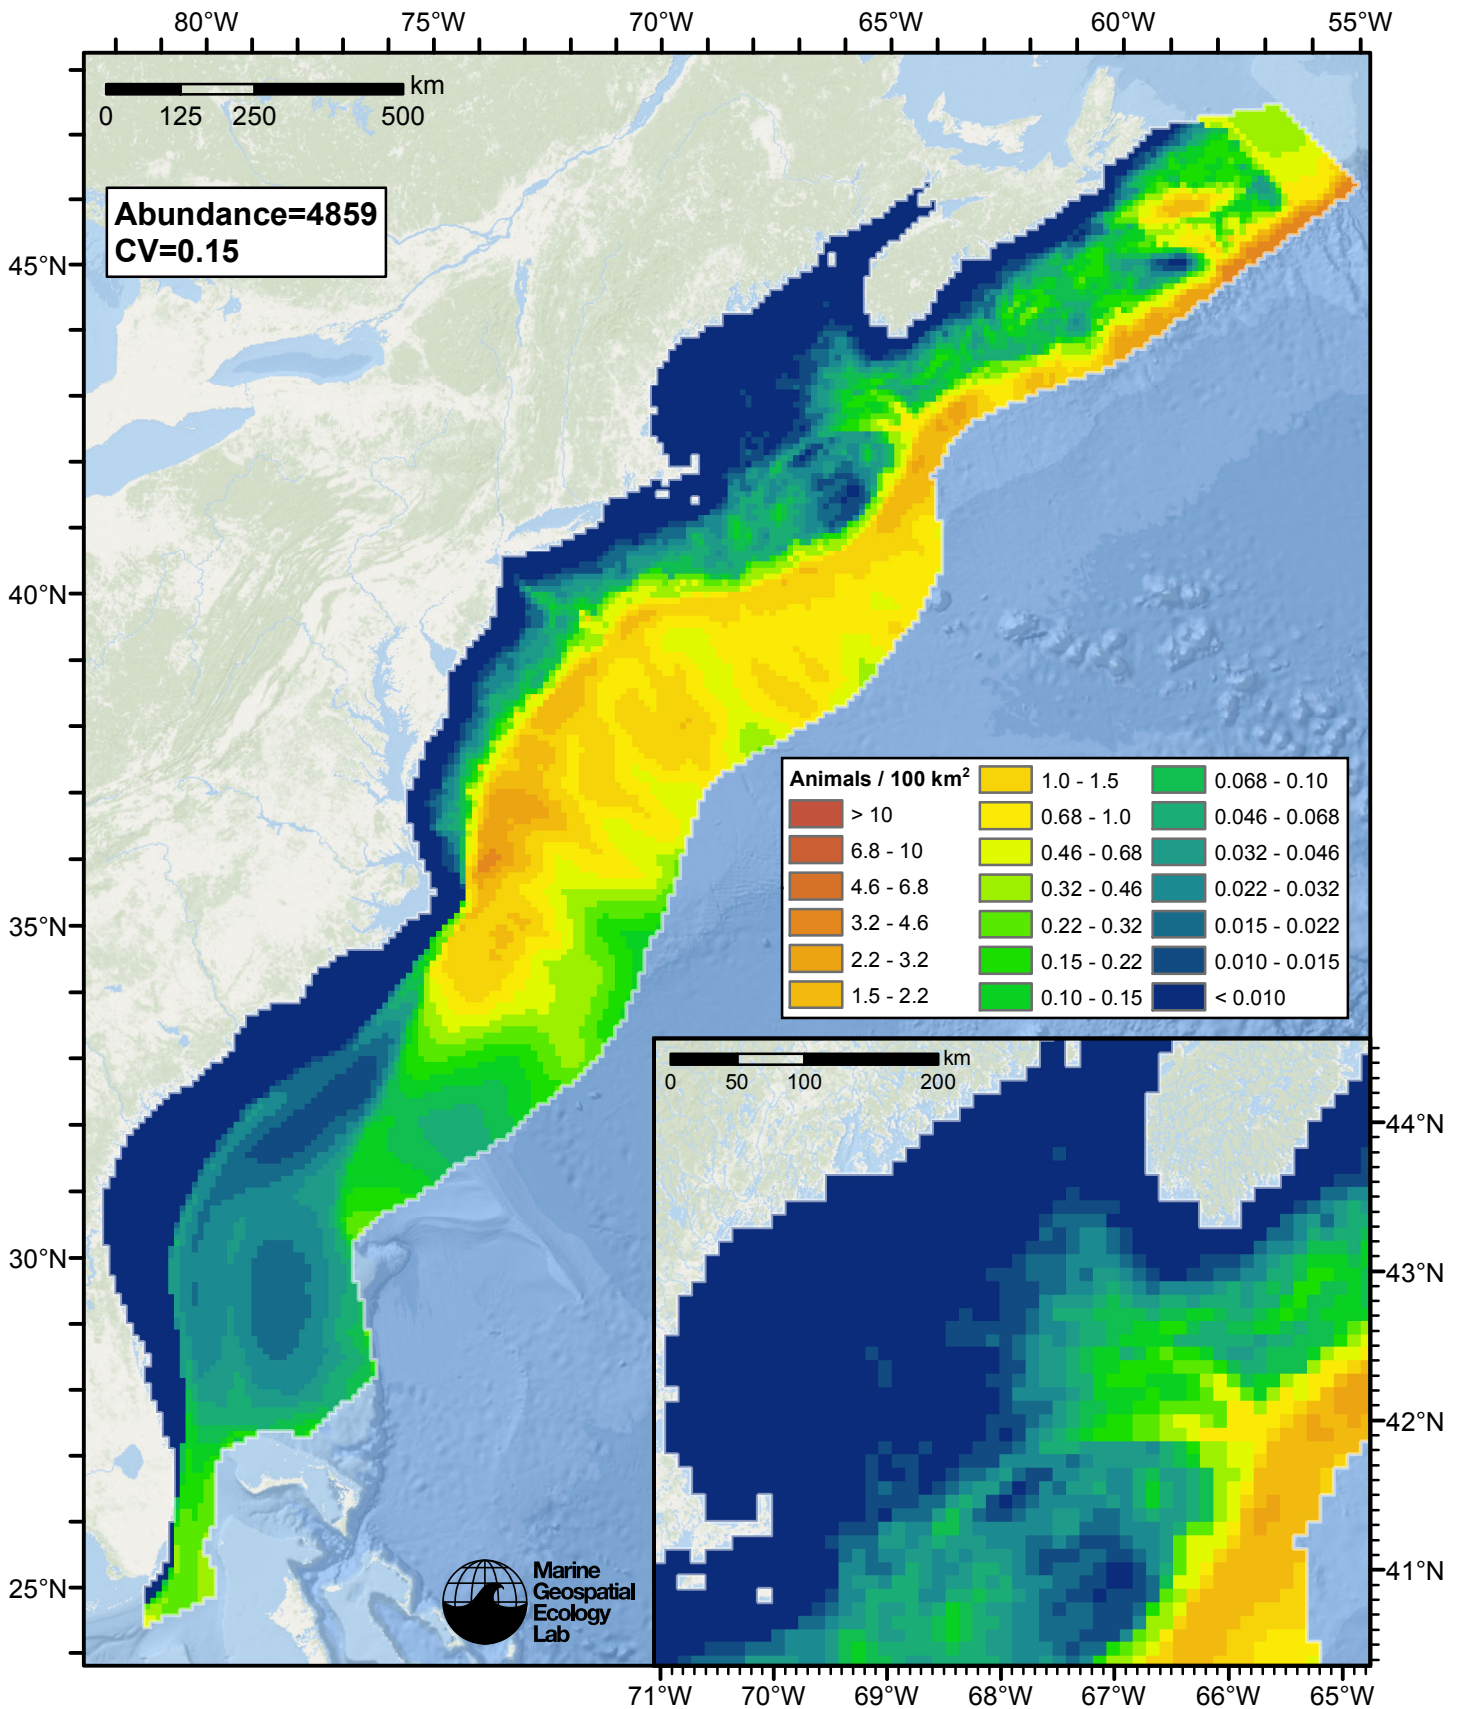 80°W 75°W 70°W 65°W 60°W 55°W
km
0 125 250 500
Abundance=4859
CV=0.15
45°N
40°N
35°N
30°N
25°N
Animals / 100 km²
> 10
6.8 - 10
4.6 - 6.8
3.2 - 4.6
2.2 - 3.2
1.5 - 2.2
1.0 - 1.5
0.68 - 1.0
0.46 - 0.68
0.32 - 0.46
0.22 - 0.32
0.15 - 0.22
0.10 - 0.15
0.068 - 0.10
0.046 - 0.068
0.032 - 0.046
0.022 - 0.032
0.015 - 0.022
0.010 - 0.015
< 0.010
km
0 50 100 200
44°N
43°N
42°N
41°N
Marine
Geospatial
Ecology
Lab
71°W 70°W 69°W 68°W 67°W 66°W 65°W